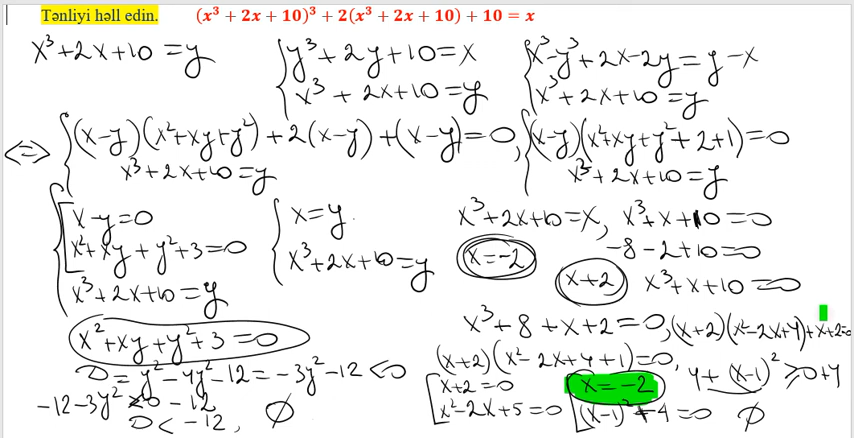 Tənliyi həll edin. (x³ + 2x + 10)³ + 2(x³ + 2x + 10) + 10 = x
x³+2x+10=y { y³+2y+10=x { x³-y³+2x-2y=y-x
x³+2x+10=y x³+2x+10=y
<=> { (x-y)(x²+xy+y²)+2(x-y)+(x-y)=0, { (x-y)(x²+xy+y²+2+1)=0
x³+2x+10=y x³+2x+10=y
{ [ x-y=0 { x=y x³+2x+10=x, x³+x+10=0
x²+xy+y²+3=0 x³+2x+10=y x=-2 -8-2+10=0
x³+2x+10=y x+2 x³+x+10=0
x²+xy+y²+3=0 x³+8+x+2=0, (x+2)(x²-2x+4)+x+2=0
D=y²-4y²-12=-3y²-12<0 (x+2)(x²-2x+4+1)=0, 4+(x-1)²≥0+4
-12-3y²≤0-12 [ x+2=0 [ x=-2
D<-12, Ø x²-2x+5=0 (x-1)²+4=0 Ø